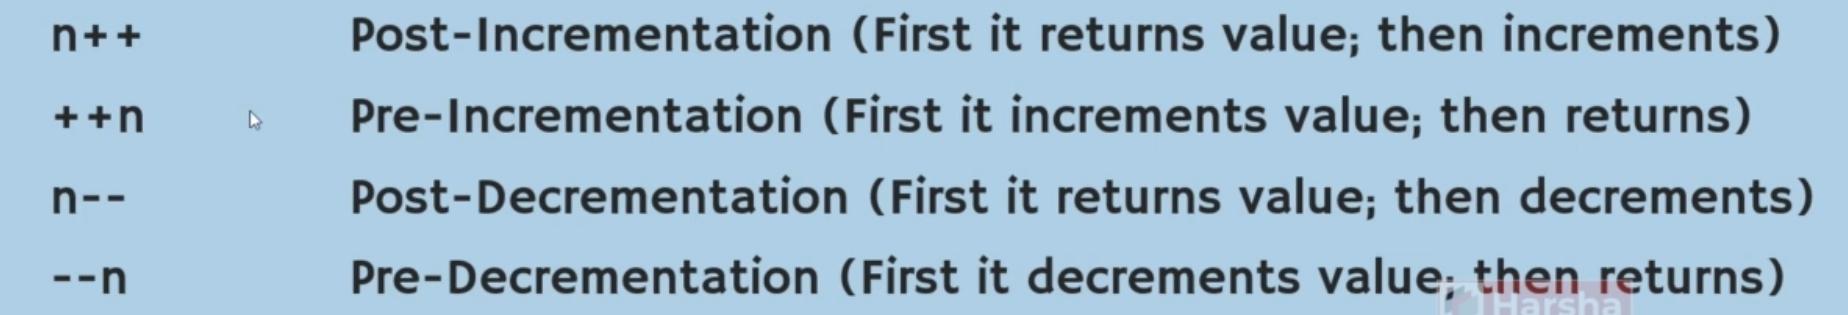 n++ Post-Incrementation (First it returns value; then increments)
++n Pre-Incrementation (First it increments value; then returns)
n-- Post-Decrementation (First it returns value; then decrements)
--n Pre-Decrementation (First it decrements value; then returns)
Harsha